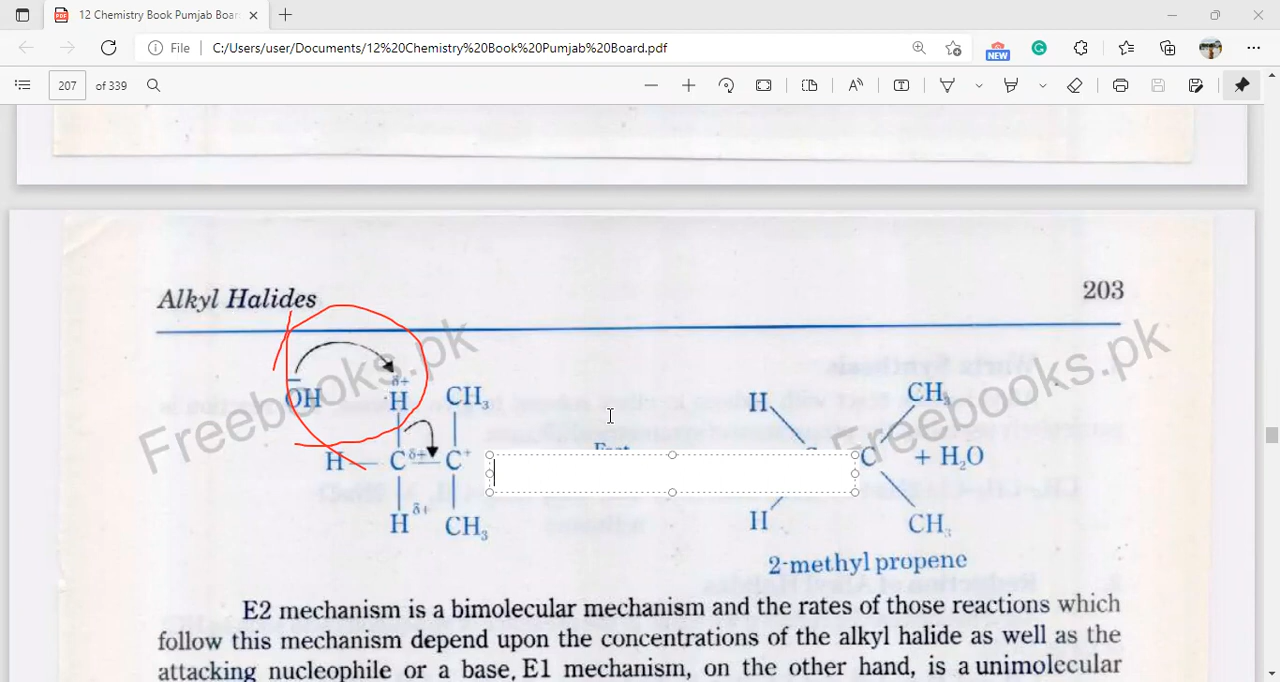 12 Chemistry Book Pumjab Boar
File
C:/Users/user/Documents/12%20Chemistry%20Book%20Pumjab%20Board.pdf
NEW
207 of 339
Alkyl Halides 203
Freebooks.pk
Freebooks.pk
OH
δ+
H CH3
H C δ+ C+
δ+
H CH3
H CH3
C + H2O
H CH3
2-methyl propene
E2 mechanism is a bimolecular mechanism and the rates of those reactions which
follow this mechanism depend upon the concentrations of the alkyl halide as well as the
attacking nucleophile or a base. E1 mechanism, on the other hand, is a unimolecular